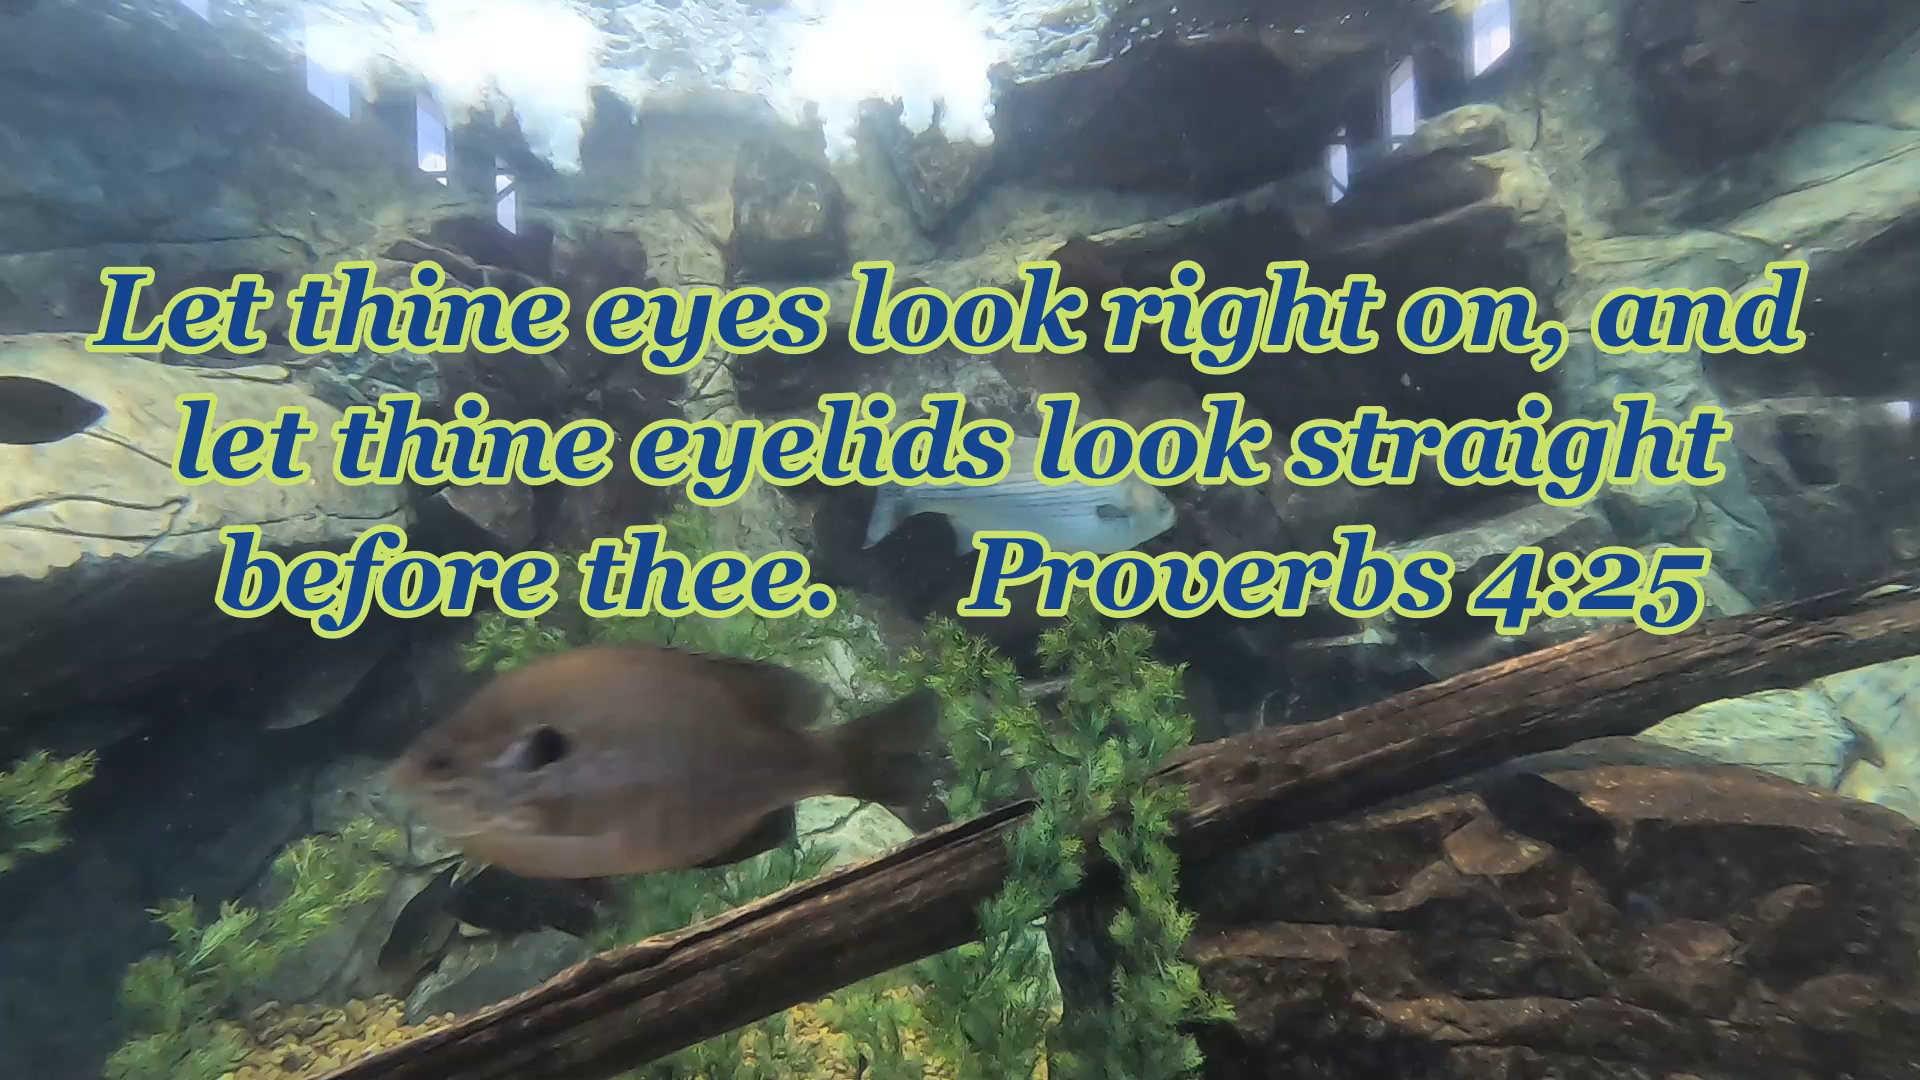 Let thine eyes look right on, and
let thine eyelids look straight
before thee. Proverbs 4:25